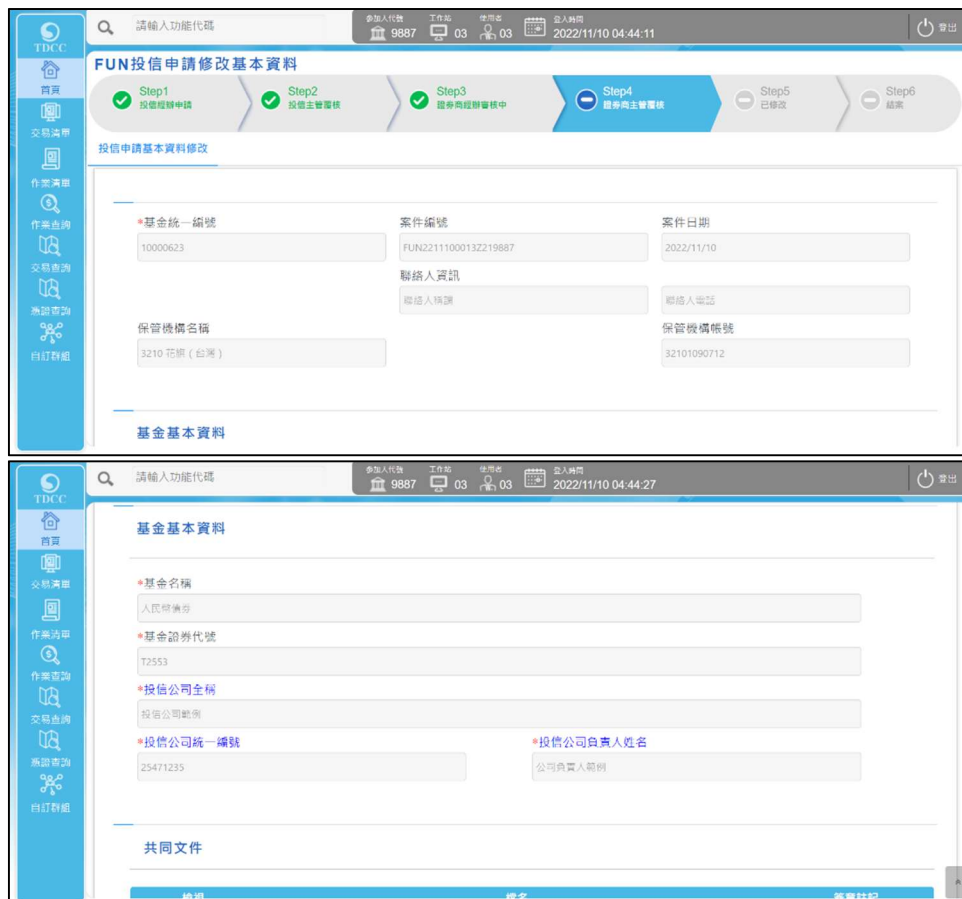 TDCC
請輸入功能代碼
參加人代號 工作站 使用者 登入時間
9887 03 03 2022/11/10 04:44:11
登出
首頁
交易清單
作業清單
作業查詢
交易查詢
憑證查詢
自訂群組
FUN投信申請修改基本資料
Step1
投信經辦申請
Step2
投信主管覆核
Step3
證券商經辦審核中
Step4
證券商主管覆核
Step5
已修改
Step6
結案
投信申請基本資料修改
*基金統一編號 案件編號 案件日期
10000623 FUN2211100013Z219887 2022/11/10
聯絡人資訊
聯絡人稱謂 聯絡人電話
保管機構名稱 保管機構帳號
3210 花旗(台灣) 32101090712
基金基本資料
TDCC
請輸入功能代碼
參加人代號 工作站 使用者 登入時間
9887 03 03 2022/11/10 04:44:27
登出
首頁
交易清單
作業清單
作業查詢
交易查詢
憑證查詢
自訂群組
基金基本資料
*基金名稱
人民幣債券
*基金證券代號
T2553
*投信公司全稱
投信公司範例
*投信公司統一編號 *投信公司負責人姓名
25471235 公司負責人範例
共同文件
檢視 檔名 簽章註記